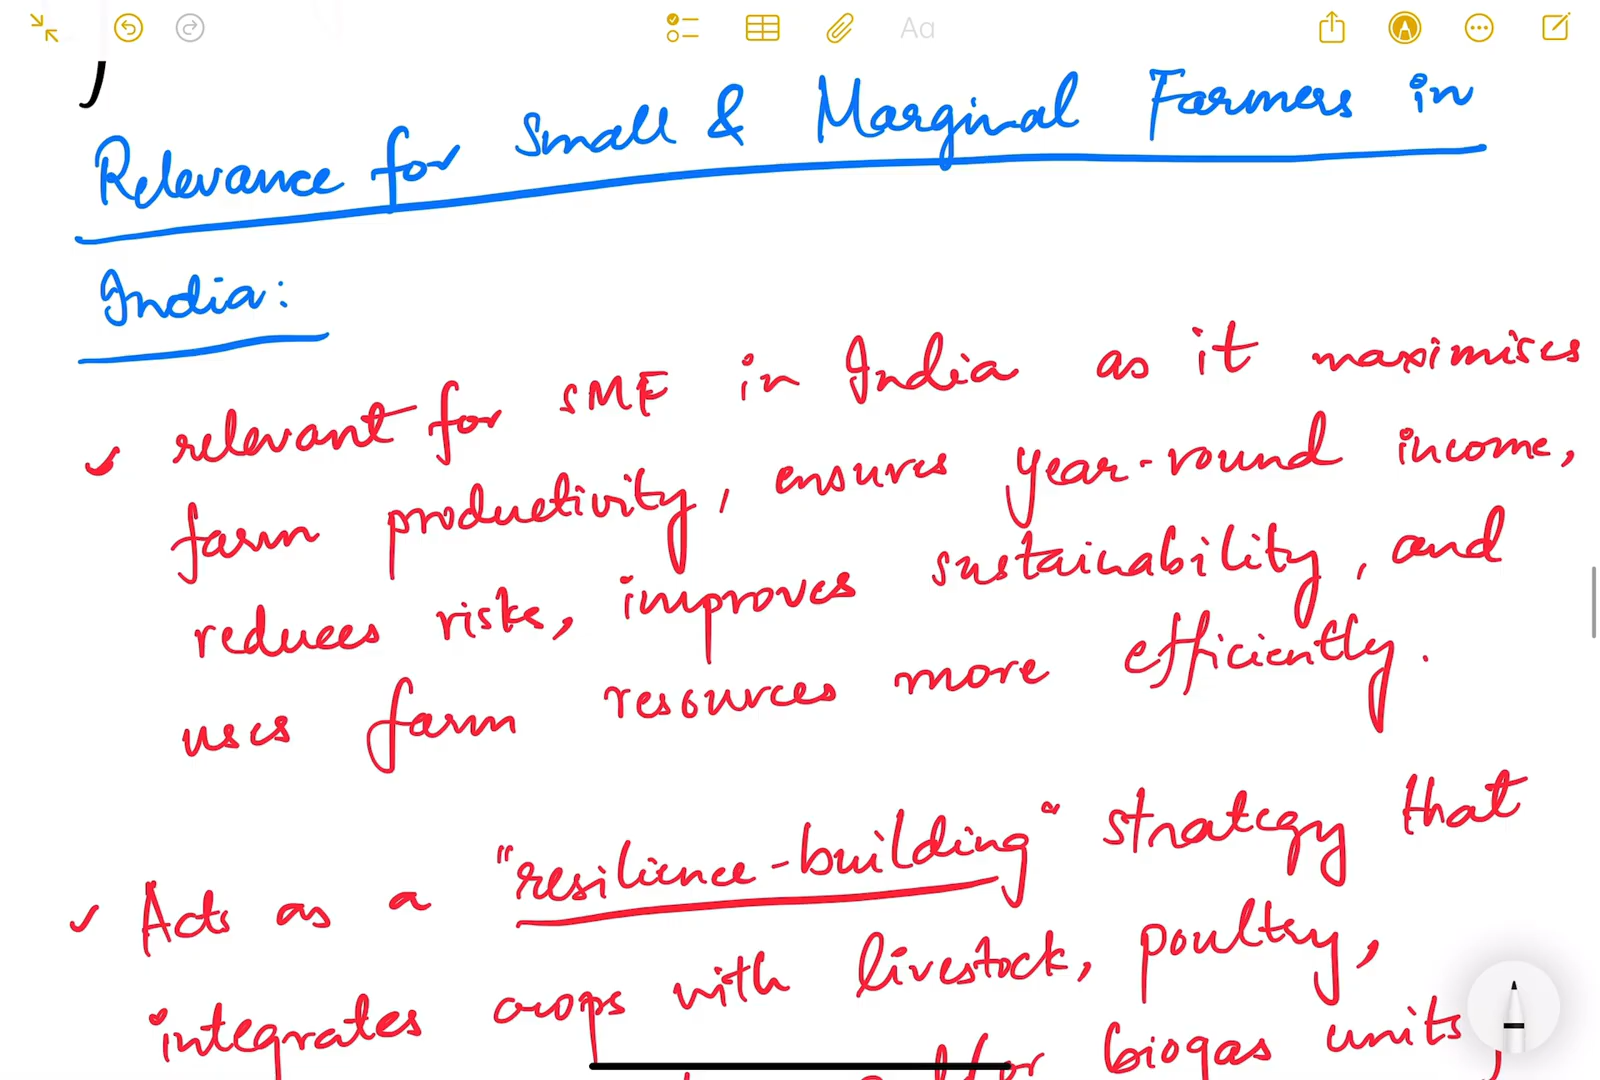 Aa
Relevance for Small & Marginal Farmers in
India:
relevant for SMF in India as it maximises
farm productivity, ensures year-round income,
reduces risks, improves sustainability, and
uses farm resources more efficiently.
Acts as a "resilience-building" strategy that
integrates crops with livestock, poultry,
biogas units,